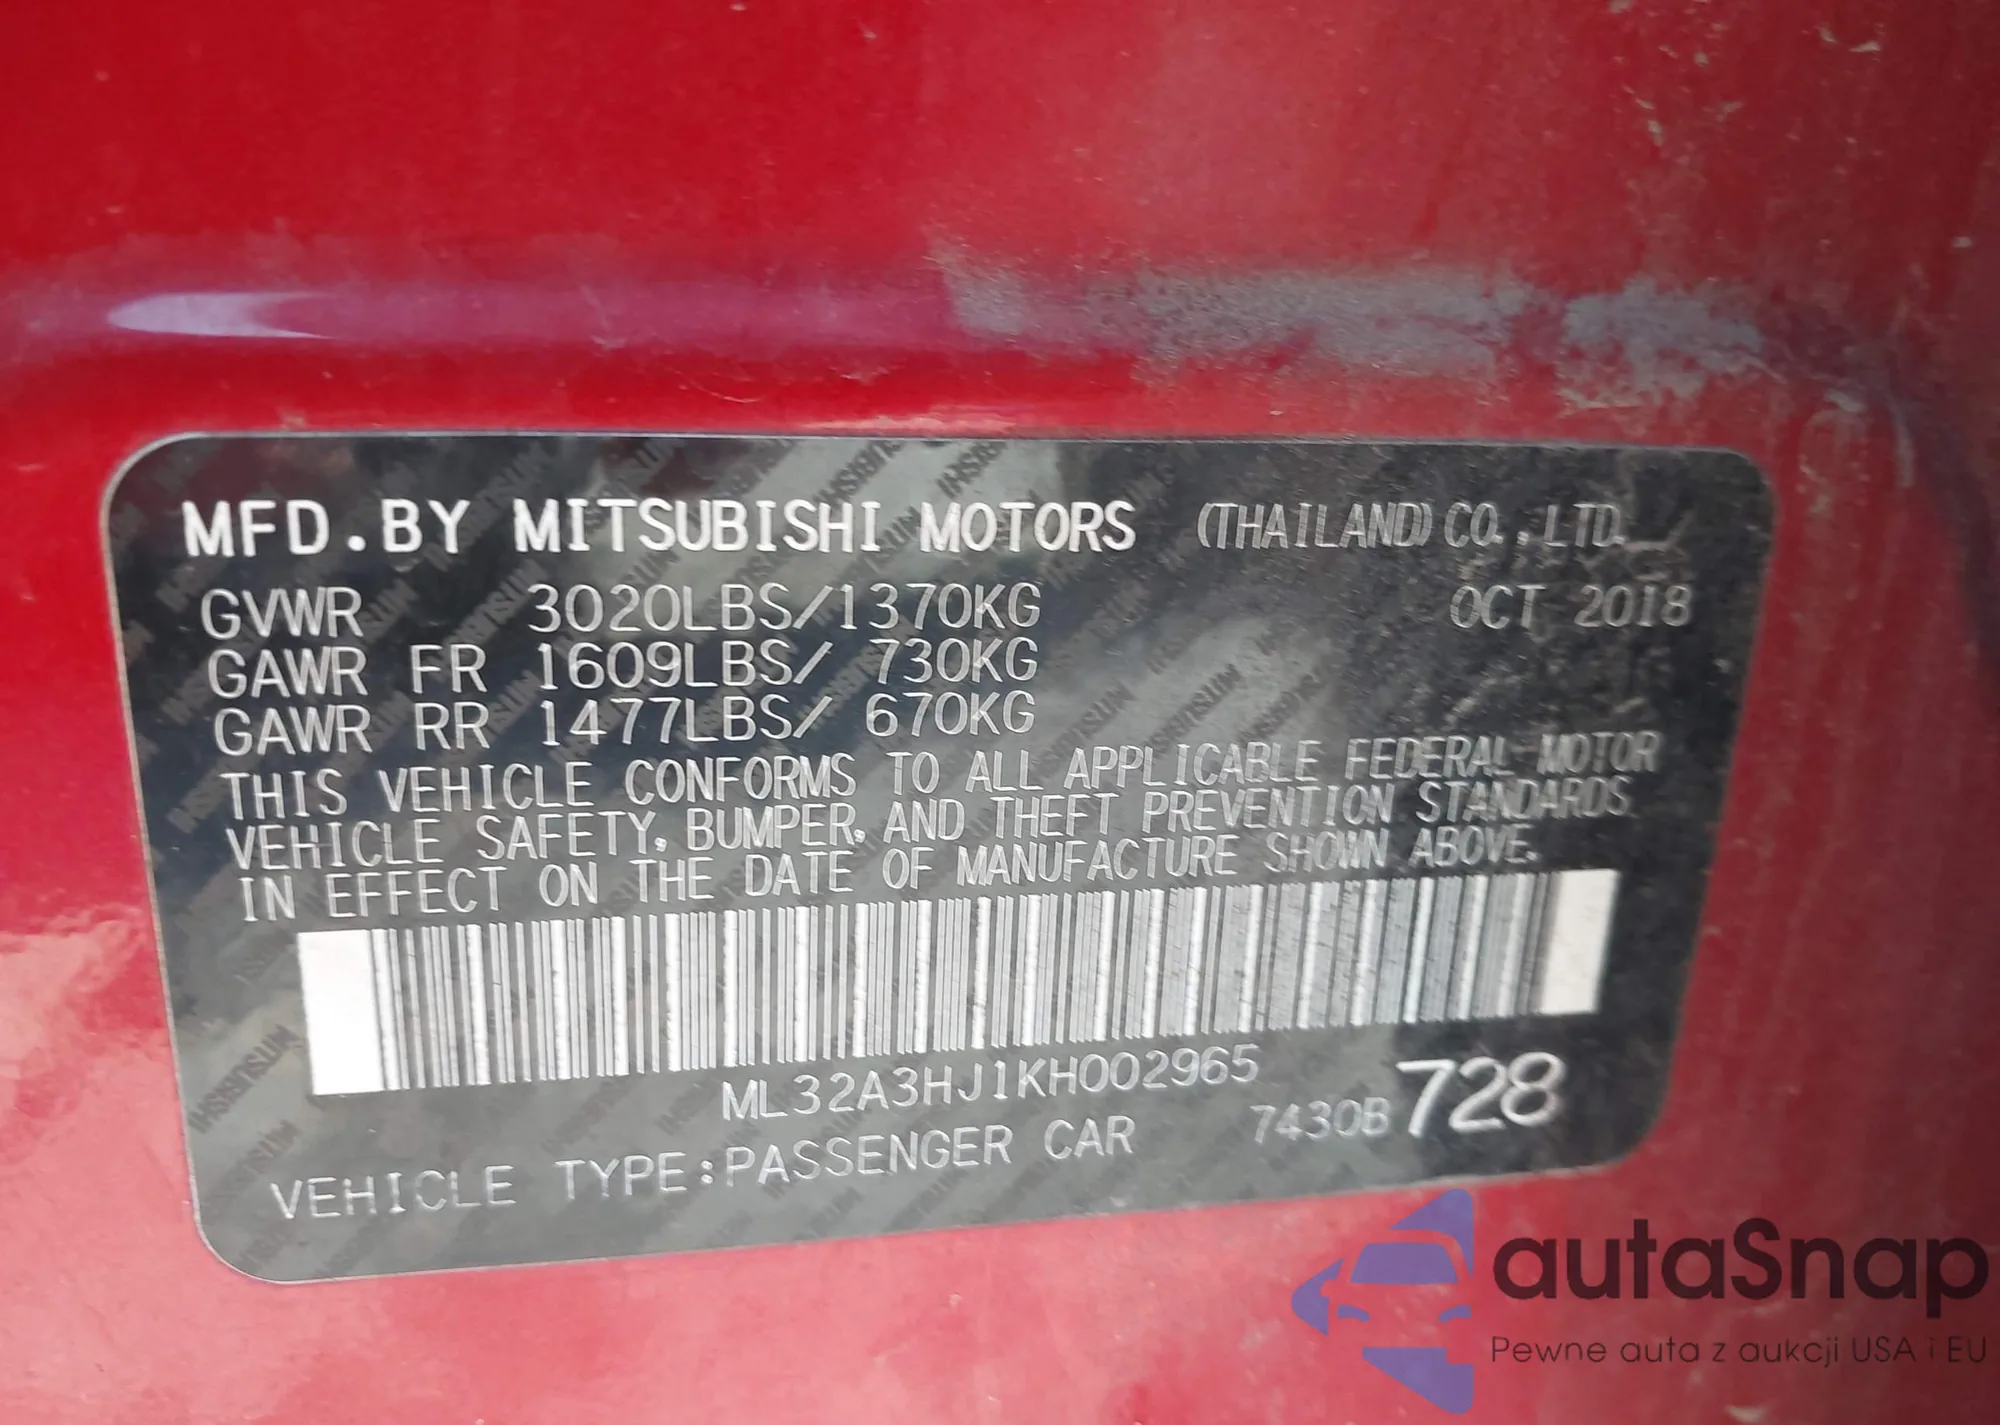 MFD.BY MITSUBISHI MOTORS (THAILAND) CO.,LTD.
GVWR 3020LBS/1370KG OCT 2018
GAWR FR 1609LBS/ 730KG
GAWR RR 1477LBS/ 670KG
THIS VEHICLE CONFORMS TO ALL APPLICABLE FEDERAL MOTOR
VEHICLE SAFETY, BUMPER, AND THEFT PREVENTION STANDARDS
IN EFFECT ON THE DATE OF MANUFACTURE SHOWN ABOVE.
ML32A3HJ1KH002965
VEHICLE TYPE:PASSENGER CAR 7430B 728
autaSnap
Pewne auta z aukcji USA i EU